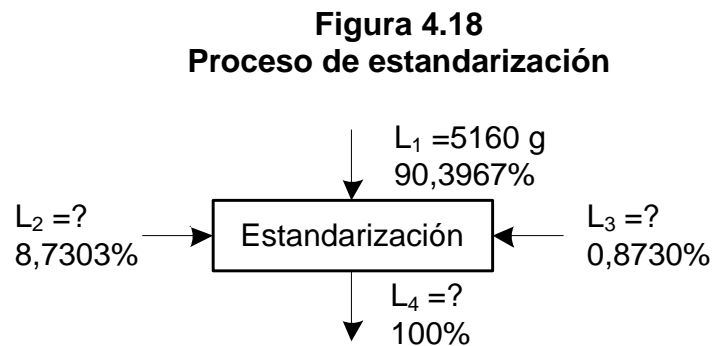 Figura 4.18
Proceso de estandarización
L₁ =5160 g
90,3967%
L₂ =?
8,7303%
Estandarización
L₃ =?
0,8730%
L₄ =?
100%